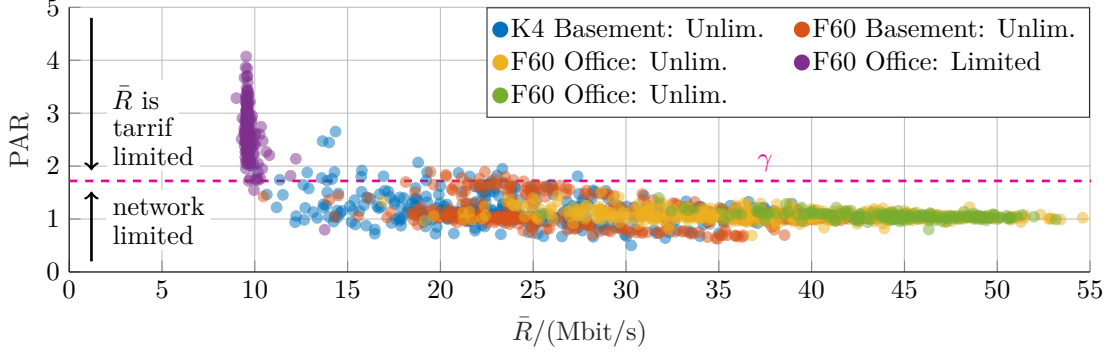 5
4
3
2
1
0
PAR
R̄ is
tarrif
limited
network
limited
K4 Basement: Unlim.
F60 Basement: Unlim.
F60 Office: Unlim.
F60 Office: Limited
F60 Office: Unlim.
γ
0 5 10 15 20 25 30 35 40 45 50 55
R̄/(Mbit/s)